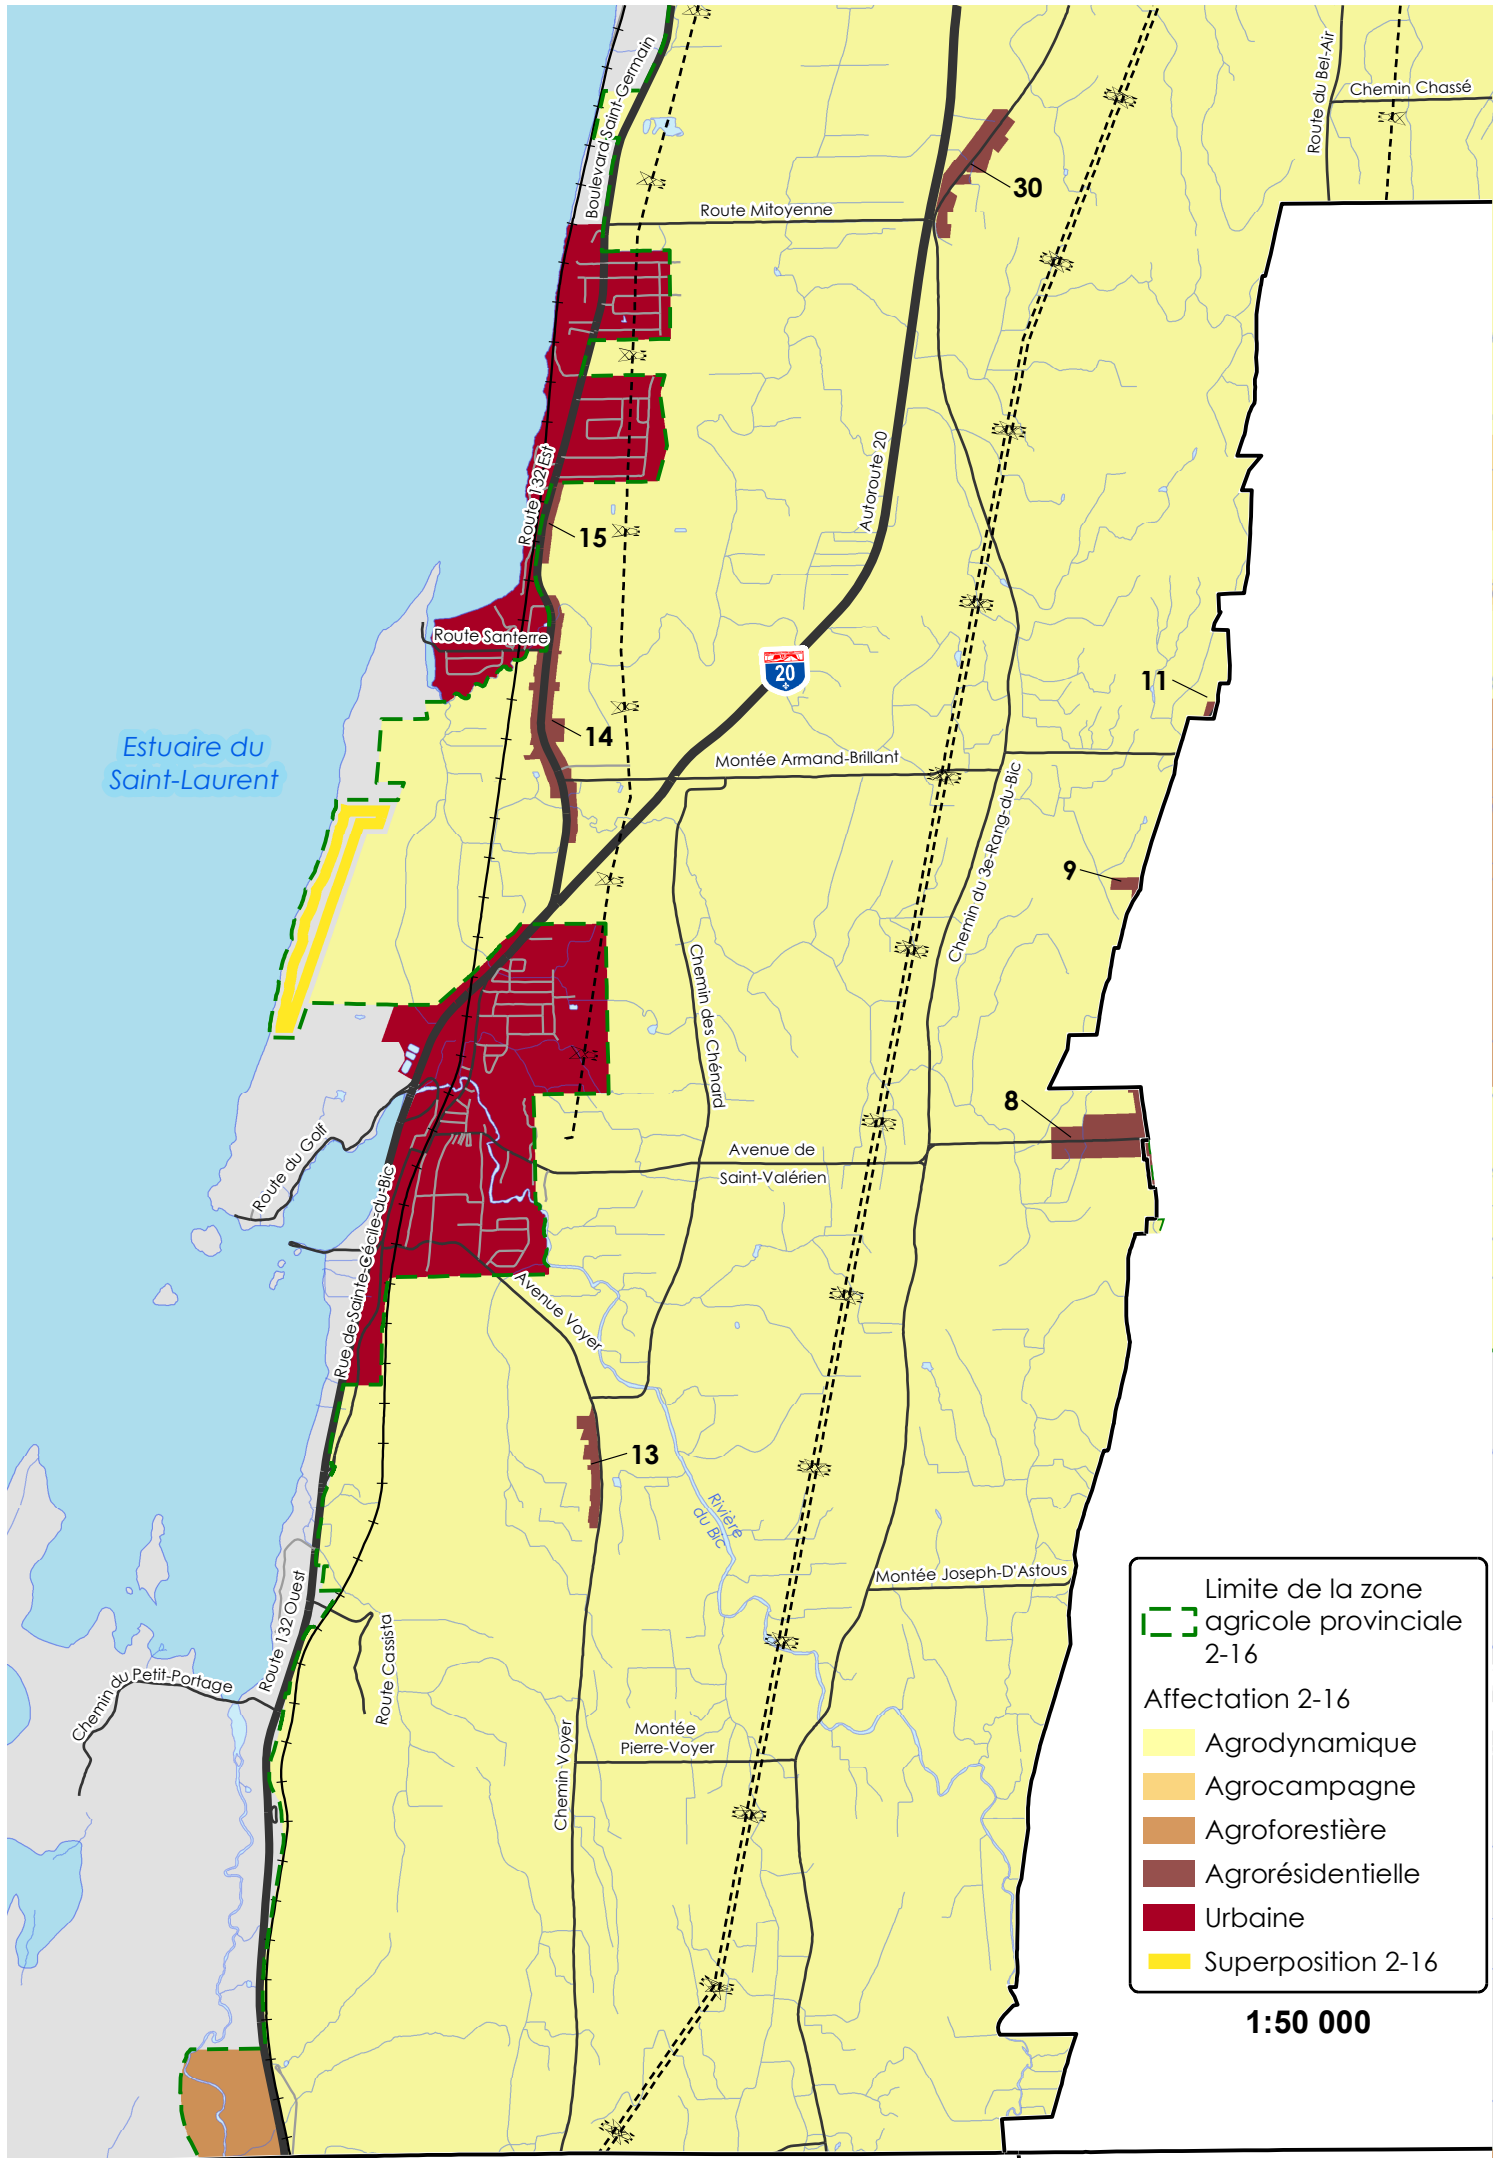 Boulevard Saint-Germain
Route du Bel-Air
Chemin Chassé
30
Route Mitoyenne
Autoroute 20
Route 132 Est
15
Route Santerre
20
11
14
Estuaire du
Saint-Laurent
Montée Armand-Brillant
Chemin du 3e-Rang-du-Bic
9
Chemin des Chénard
8
Route du Golf
Avenue de
Saint-Valérien
Rue de Sainte-Cécile-du-Bic
7
Avenue Voyer
13
Rivière
du Bic
Montée Joseph-D'Astous
Route 132 Ouest
Route Cassista
Chemin du Petit-Portage
Montée
Pierre-Voyer
Chemin Voyer
Limite de la zone
agricole provinciale
2-16
Affectation 2-16
Agrodynamique
Agrocampagne
Agroforestière
Agrorésidentielle
Urbaine
Superposition 2-16
1:50 000